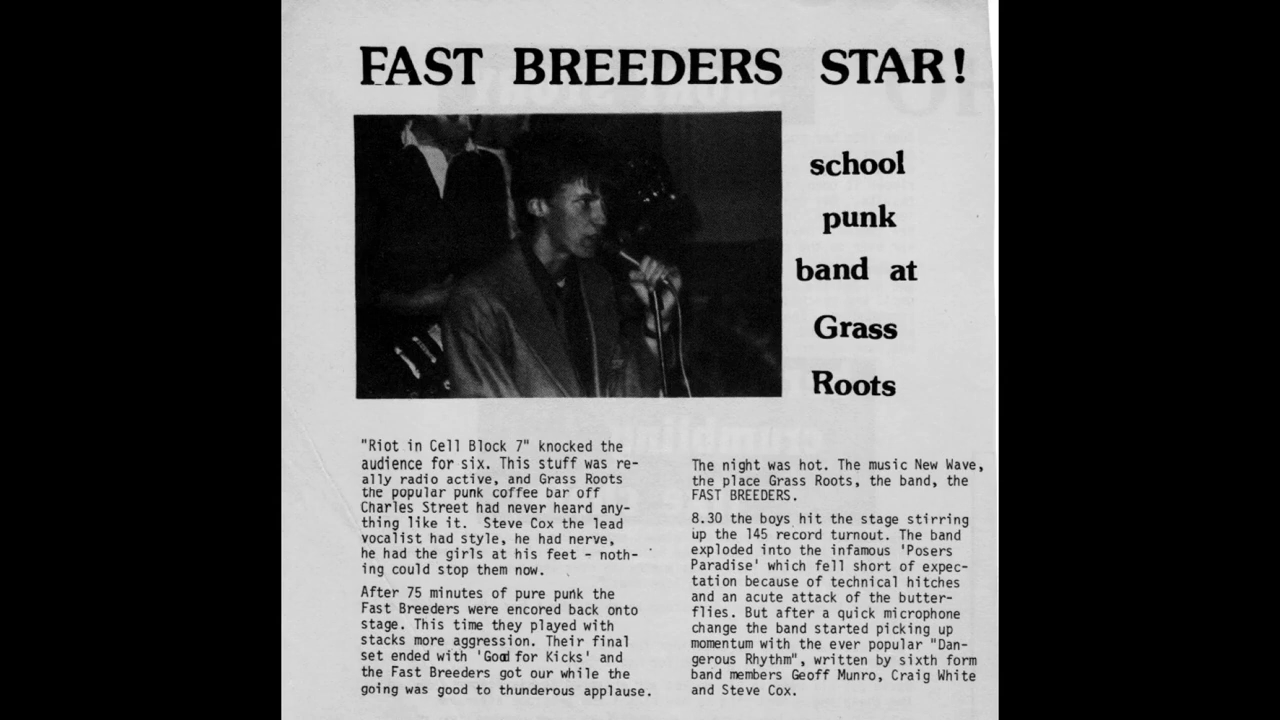 FAST BREEDERS STAR!
school
punk
band at
Grass
Roots
"Riot in Cell Block 7" knocked the
audience for six. This stuff was re-
ally radio active, and Grass Roots
the popular punk coffee bar off
Charles Street had never heard any-
thing like it. Steve Cox the lead
vocalist had style, he had nerve,
he had the girls at his feet - noth-
ing could stop them now.
After 75 minutes of pure punk the
Fast Breeders were encored back onto
stage. This time they played with
stacks more aggression. Their final
set ended with 'Good for Kicks' and
the Fast Breeders got our while the
going was good to thunderous applause.
The night was hot. The music New Wave,
the place Grass Roots, the band, the
FAST BREEDERS.
8.30 the boys hit the stage stirring
up the 145 record turnout. The band
exploded into the infamous 'Posers
Paradise' which fell short of expec-
tation because of technical hitches
and an acute attack of the butter-
flies. But after a quick microphone
change the band started picking up
momentum with the ever popular "Dan-
gerous Rhythm", written by sixth form
band members Geoff Munro, Craig White
and Steve Cox.